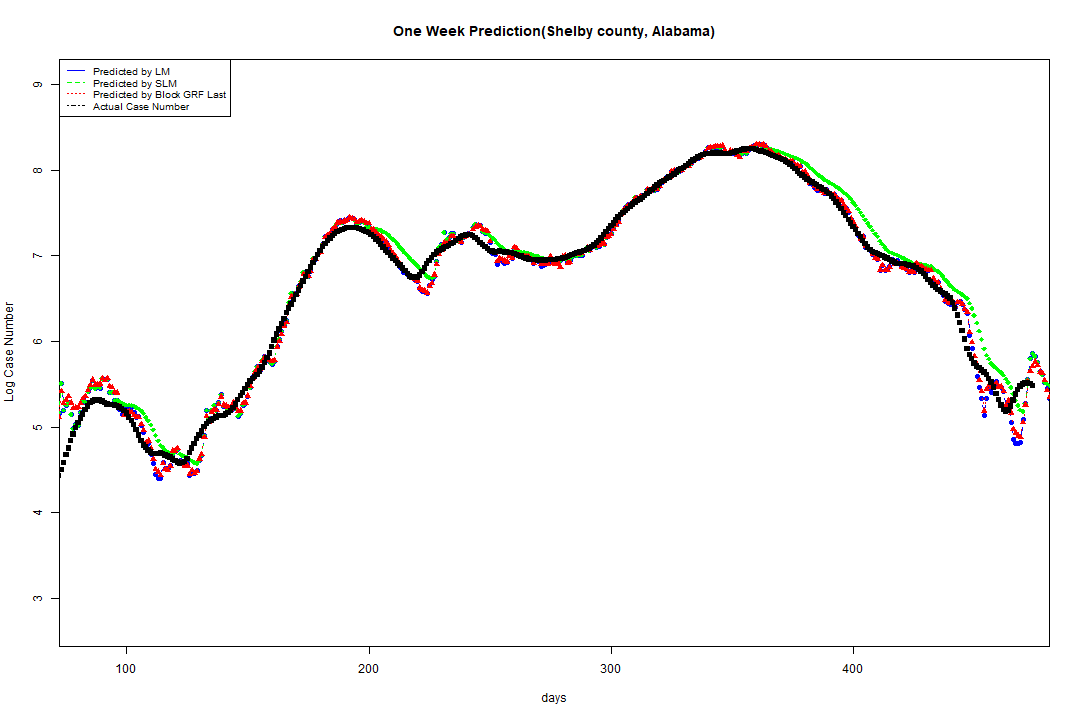 One Week Prediction(Shelby county, Alabama)
Predicted by LM
Predicted by SLM
Predicted by Block GRF Last
Actual Case Number
9
8
7
6
5
4
3
Log Case Number
100 200 300 400
days